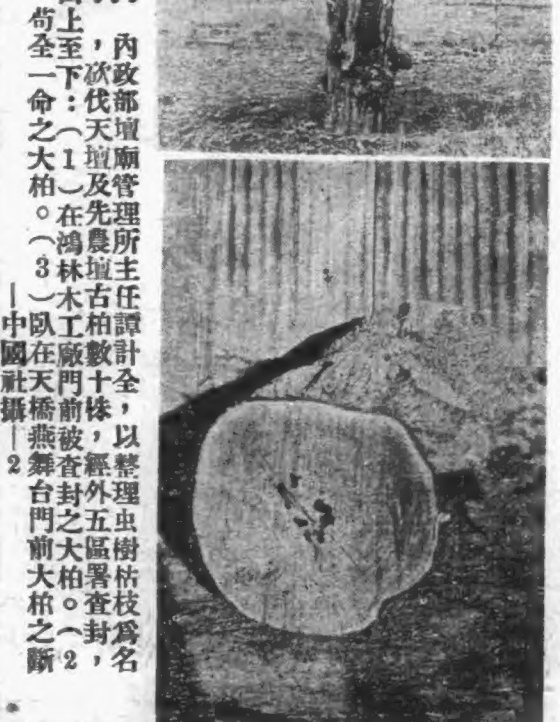 內政部壇廟管理所主任譚計全，以整理虫樹枯枝爲名
，砍伐天壇及先農壇古柏數十株，經外五區署查封，
上至下：（1）在鴻林木工廠門前被查封之大柏。（2
苟全一命之大柏。（3）臥在天橋燕舞台門前大柏之斷
—中國社攝—2